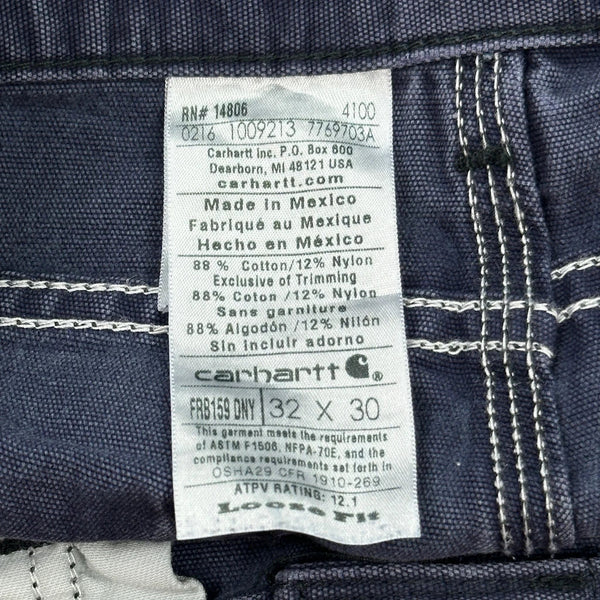 RN# 14806 4100
0216 1009213 7769703A
Carhartt Inc. P.O. Box 600
Dearborn, MI 48121 USA
carhartt.com
Made in Mexico
Fabriqué au Mexique
Hecho en México
88 % Cotton/12% Nylon
Exclusive of Trimming
88% Coton /12% Nylon
Sans garniture
88% Algodón /12% Nilón
Sin incluir adorno
carhartt ®
FRB159 DNY 32 X 30
This garment meets the requirements
of ASTM F1506, NFPA-70E, and the
compliance requirements set forth in
OSHA29 CFR 1910-269
ATPV RATING: 12.1
Loose Fit